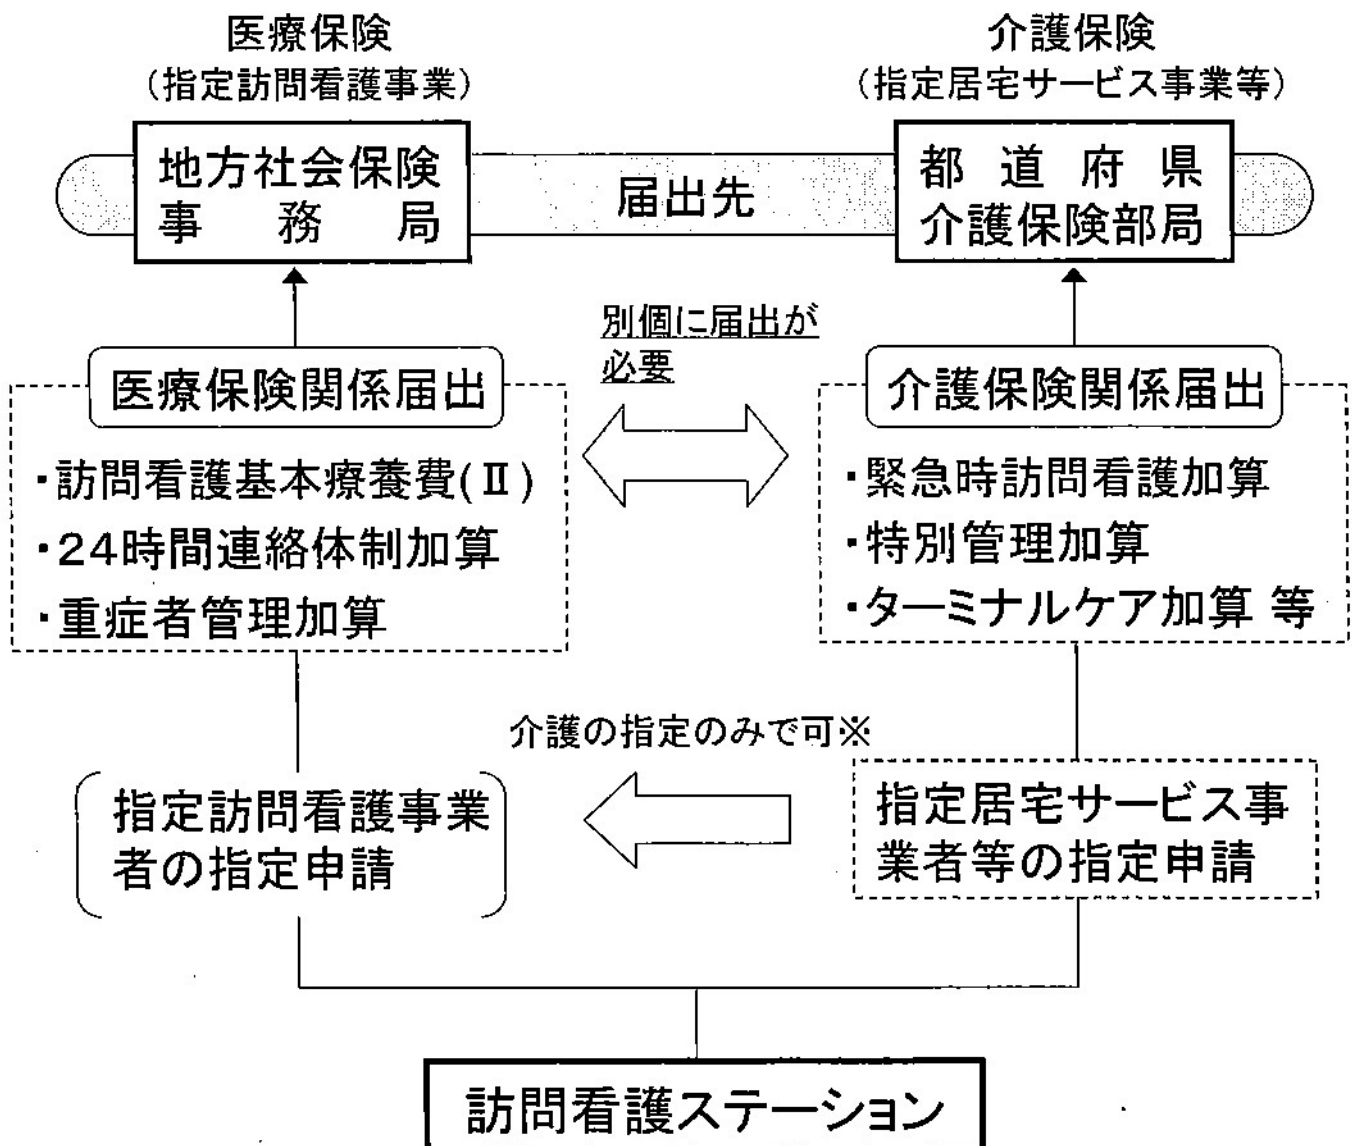 医療保険
（指定訪問看護事業）
介護保険
（指定居宅サービス事業等）
地方社会保険
事務局
届出先
都道府県
介護保険部局
別個に届出が
必要
医療保険関係届出
・訪問看護基本療養費(Ⅱ)
・24時間連絡体制加算
・重症者管理加算
介護保険関係届出
・緊急時訪問看護加算
・特別管理加算
・ターミナルケア加算 等
介護の指定のみで可※
指定訪問看護事業
者の指定申請
指定居宅サービス事
業者等の指定申請
訪問看護ステーション